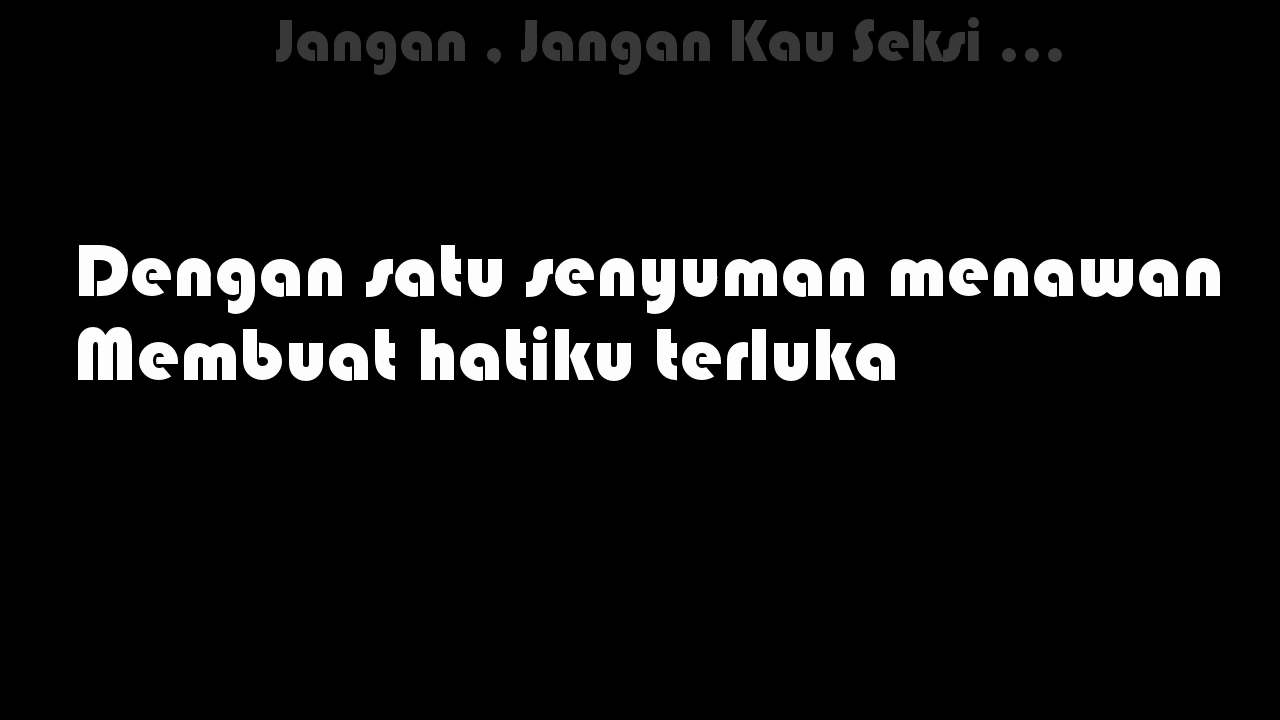 Jangan , Jangan Kau Seksi ...
Dengan satu senyuman menawan
Membuat hatiku terluka